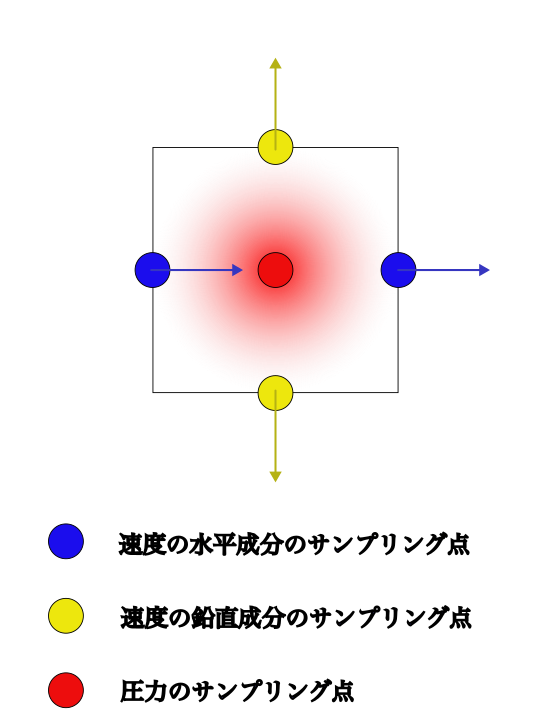 速度の水平成分のサンプリング点
速度の鉛直成分のサンプリング点
圧力のサンプリング点